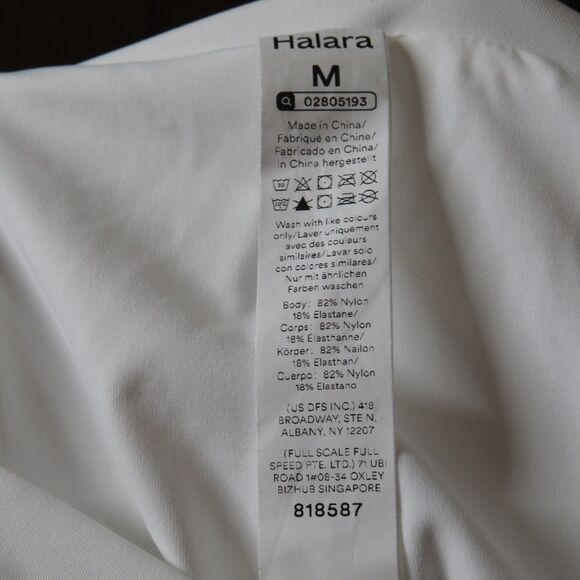 Halara
M
02805193
Made in China/
Fabriqué en Chine/
Fabricado en China/
In China hergestellt
30
30°C
Wash with like colours
only/Laver uniquement
avec des couleurs
similaires/Lavar solo
con colores similares/
Nur mit ähnlichen
Farben waschen
Body: 82% Nylon
18% Elastane/
Corps: 82% Nylon
18% Élasthanne/
Körper: 82% Nailon
18% Elasthan/
Cuerpo: 82% Nylon
18% Elastano
(US DFS INC.) 418
BROADWAY, STE N,
ALBANY, NY 12207
(FULL SCALE FULL
SPEED PTE. LTD.) 71 UBI
ROAD 1#08-34 OXLEY
BIZHUB SINGAPORE
818587